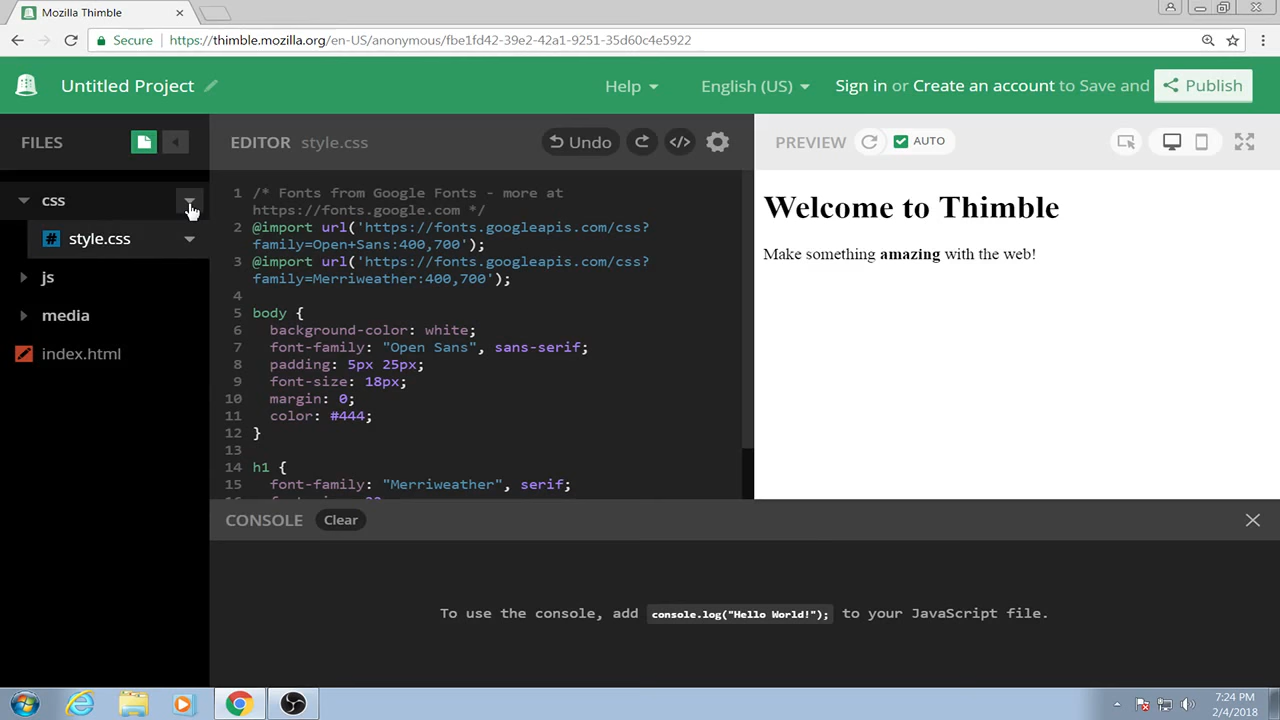 Mozilla Thimble
Secure https://thimble.mozilla.org/en-US/anonymous/fbe1fd42-39e2-42a1-9251-35d60c4e5922
Untitled Project Help English (US) Sign in or Create an account to Save and Publish
FILES EDITOR style.css Undo </> PREVIEW AUTO
css
style.css
js
media
index.html
1 /* Fonts from Google Fonts - more at
https://fonts.google.com */
2 @import url('https://fonts.googleapis.com/css?
family=Open+Sans:400,700');
3 @import url('https://fonts.googleapis.com/css?
family=Merriweather:400,700');
4
5 body {
6 background-color: white;
7 font-family: "Open Sans", sans-serif;
8 padding: 5px 25px;
9 font-size: 18px;
10 margin: 0;
11 color: #444;
12 }
13
14 h1 {
15 font-family: "Merriweather", serif;
Welcome to Thimble
Make something amazing with the web!
CONSOLE Clear
To use the console, add console.log("Hello World!"); to your JavaScript file.
7:24 PM
2/4/2018